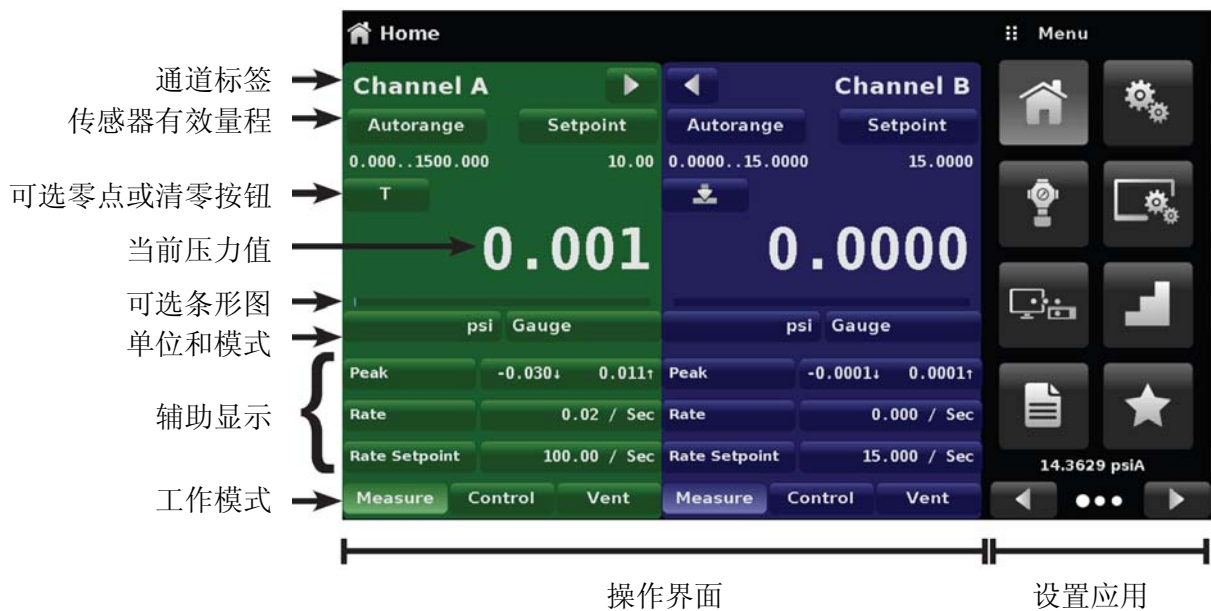 Home
Menu
通道标签
Channel A
Channel B
传感器有效量程
Autorange
Setpoint
Autorange
Setpoint
0.000..1500.000
10.00
0.0000..15.0000
15.0000
可选零点或清零按钮
T
当前压力值
0.001
0.0000
可选条形图
单位和模式
psi
Gauge
psi
Gauge
辅助显示
Peak
-0.030↓ 0.011↑
Peak
-0.0001↓ 0.0001↑
Rate
0.02 / Sec
Rate
0.000 / Sec
Rate Setpoint
100.00 / Sec
Rate Setpoint
15.000 / Sec
14.3629 psiA
工作模式
Measure
Control
Vent
Measure
Control
Vent
操作界面
设置应用